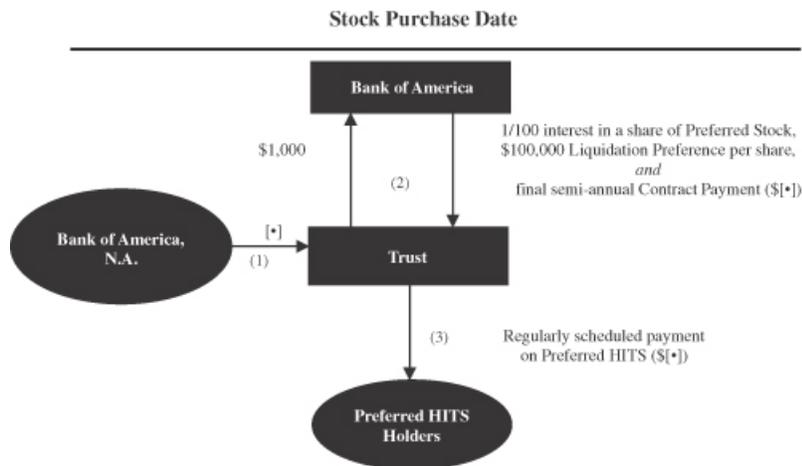 Stock Purchase Date
Bank of America
$1,000
(2)
1/100 interest in a share of Preferred Stock,
$100,000 Liquidation Preference per share,
and
final semi-annual Contract Payment ($[•])
Bank of America,
N.A.
[•]
(1)
Trust
(3)
Regularly scheduled payment
on Preferred HITS ($[•])
Preferred HITS
Holders